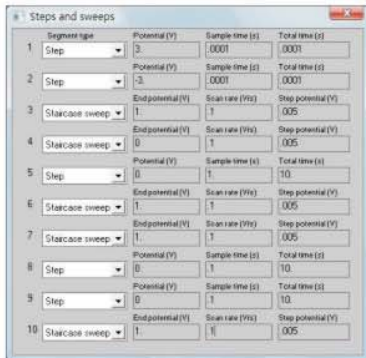 Steps and sweeps
Segment type Potential (V) Sample time (s) Total time (s)
1 Step 3. .0001 .0001
Potential (V) Sample time (s) Total time (s)
2 Step -3. .0001 .0001
End potential (V) Scan rate (V/s) Step potential (V)
3 Staircase sweep 1. .1 .005
End potential (V) Scan rate (V/s) Step potential (V)
4 Staircase sweep 0 .1 .005
Potential (V) Sample time (s) Total time (s)
5 Step 0 1. 10.
End potential (V) Scan rate (V/s) Step potential (V)
6 Staircase sweep 1. .1 .005
End potential (V) Scan rate (V/s) Step potential (V)
7 Staircase sweep 1. .1 .005
Potential (V) Sample time (s) Total time (s)
8 Step 0. .1 10.
Potential (V) Sample time (s) Total time (s)
9 Step 0 .1 10.
End potential (V) Scan rate (V/s) Step potential (V)
10 Staircase sweep 1. 1 .005